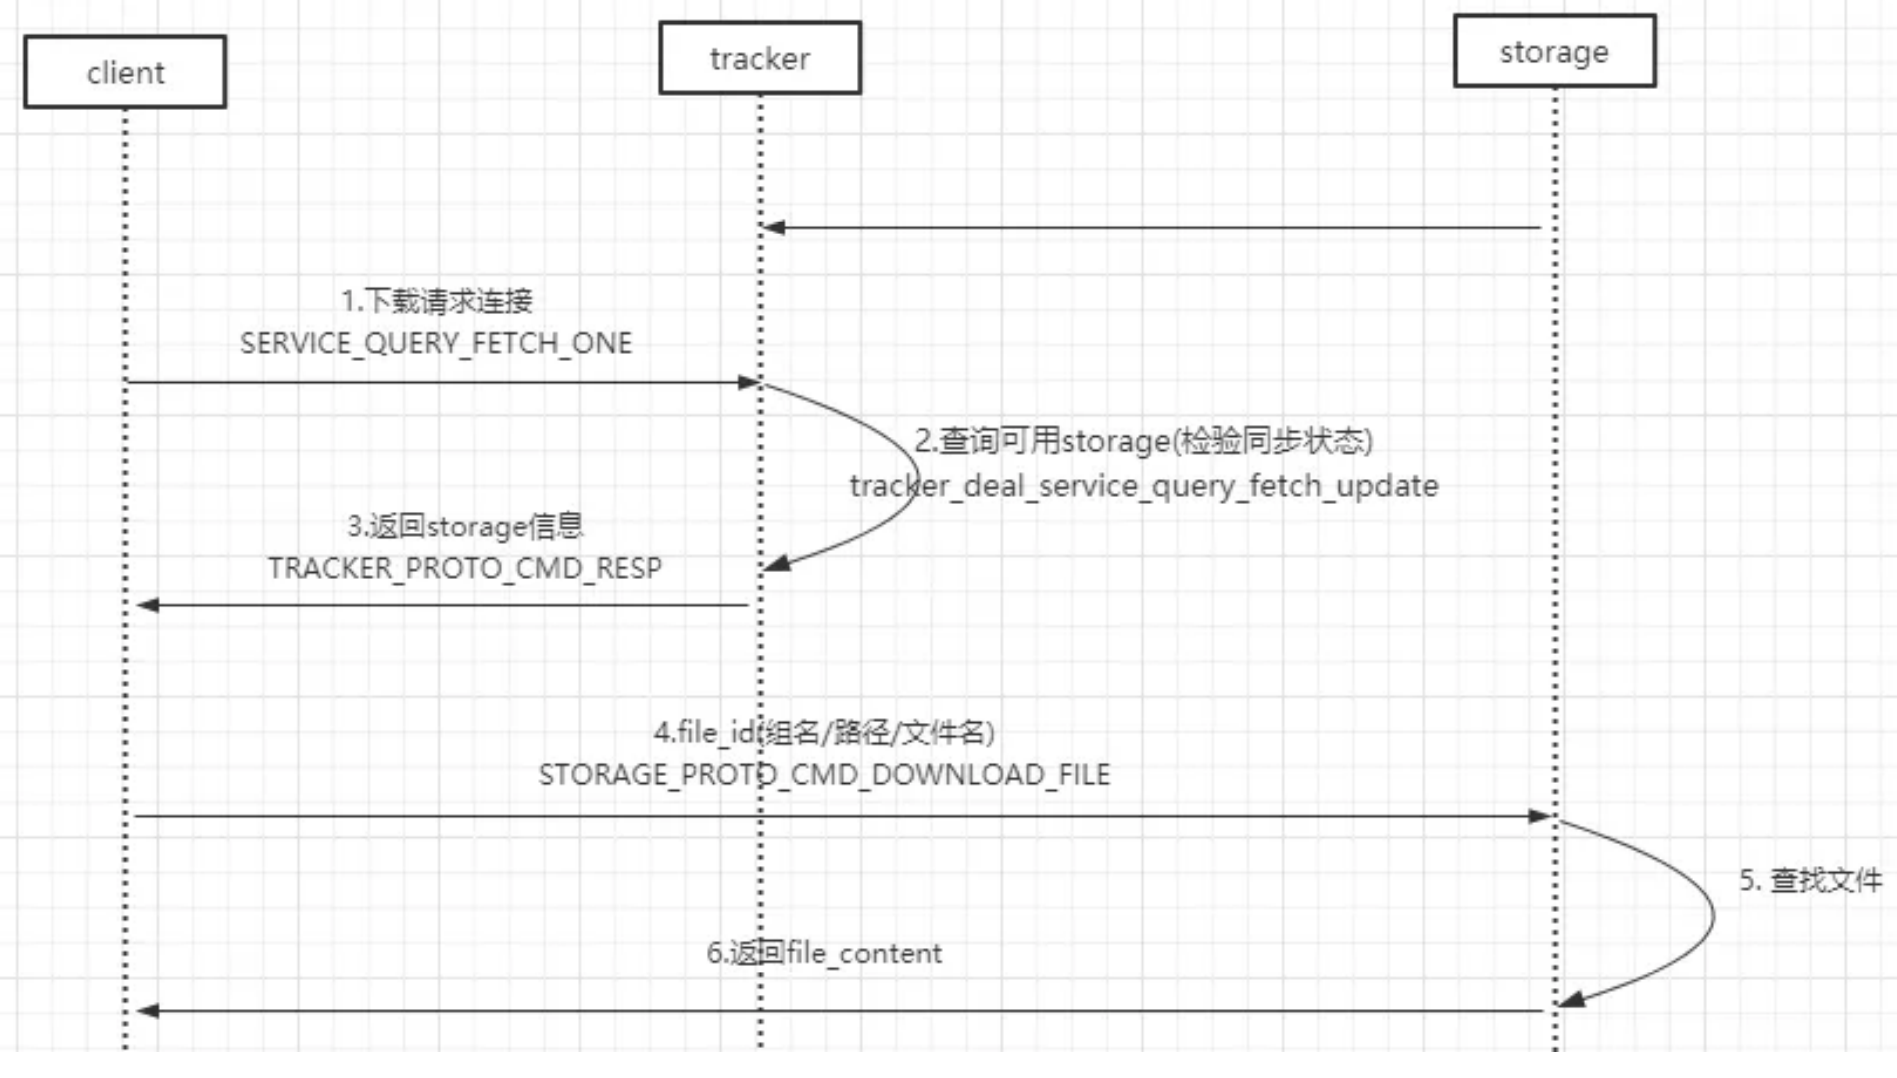 client
tracker
storage
1.下载请求连接
SERVICE_QUERY_FETCH_ONE
2.查询可用storage(检验同步状态)
tracker_deal_service_query_fetch_update
3.返回storage信息
TRACKER_PROTO_CMD_RESP
4.file_id(组名/路径/文件名)
STORAGE_PROTO_CMD_DOWNLOAD_FILE
5. 查找文件
6.返回file_content